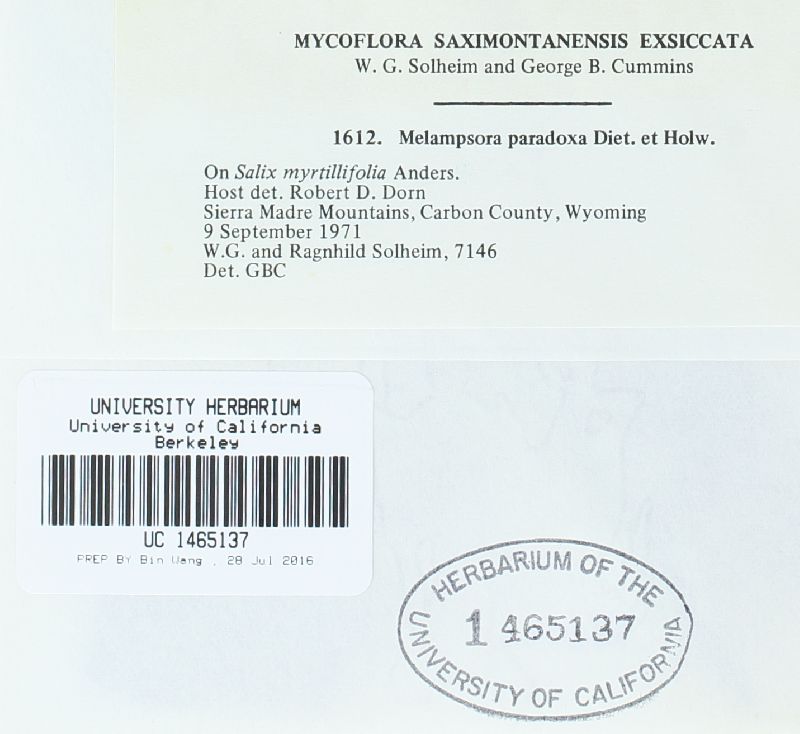 MYCOFLORA SAXIMONTANENSIS EXSICCATA
W. G. Solheim and George B. Cummins
1612. Melampsora paradoxa Diet. et Holw.
On Salix myrtillifolia Anders.
Host det. Robert D. Dorn
Sierra Madre Mountains, Carbon County, Wyoming
9 September 1971
W.G. and Ragnhild Solheim, 7146
Det. GBC
UNIVERSITY HERBARIUM
University of California
Berkeley
UC 1465137
PREP BY Bin Wang , 28 Jul 2016
HERBARIUM OF THE
1465137
UNIVERSITY OF CALIFORNIA